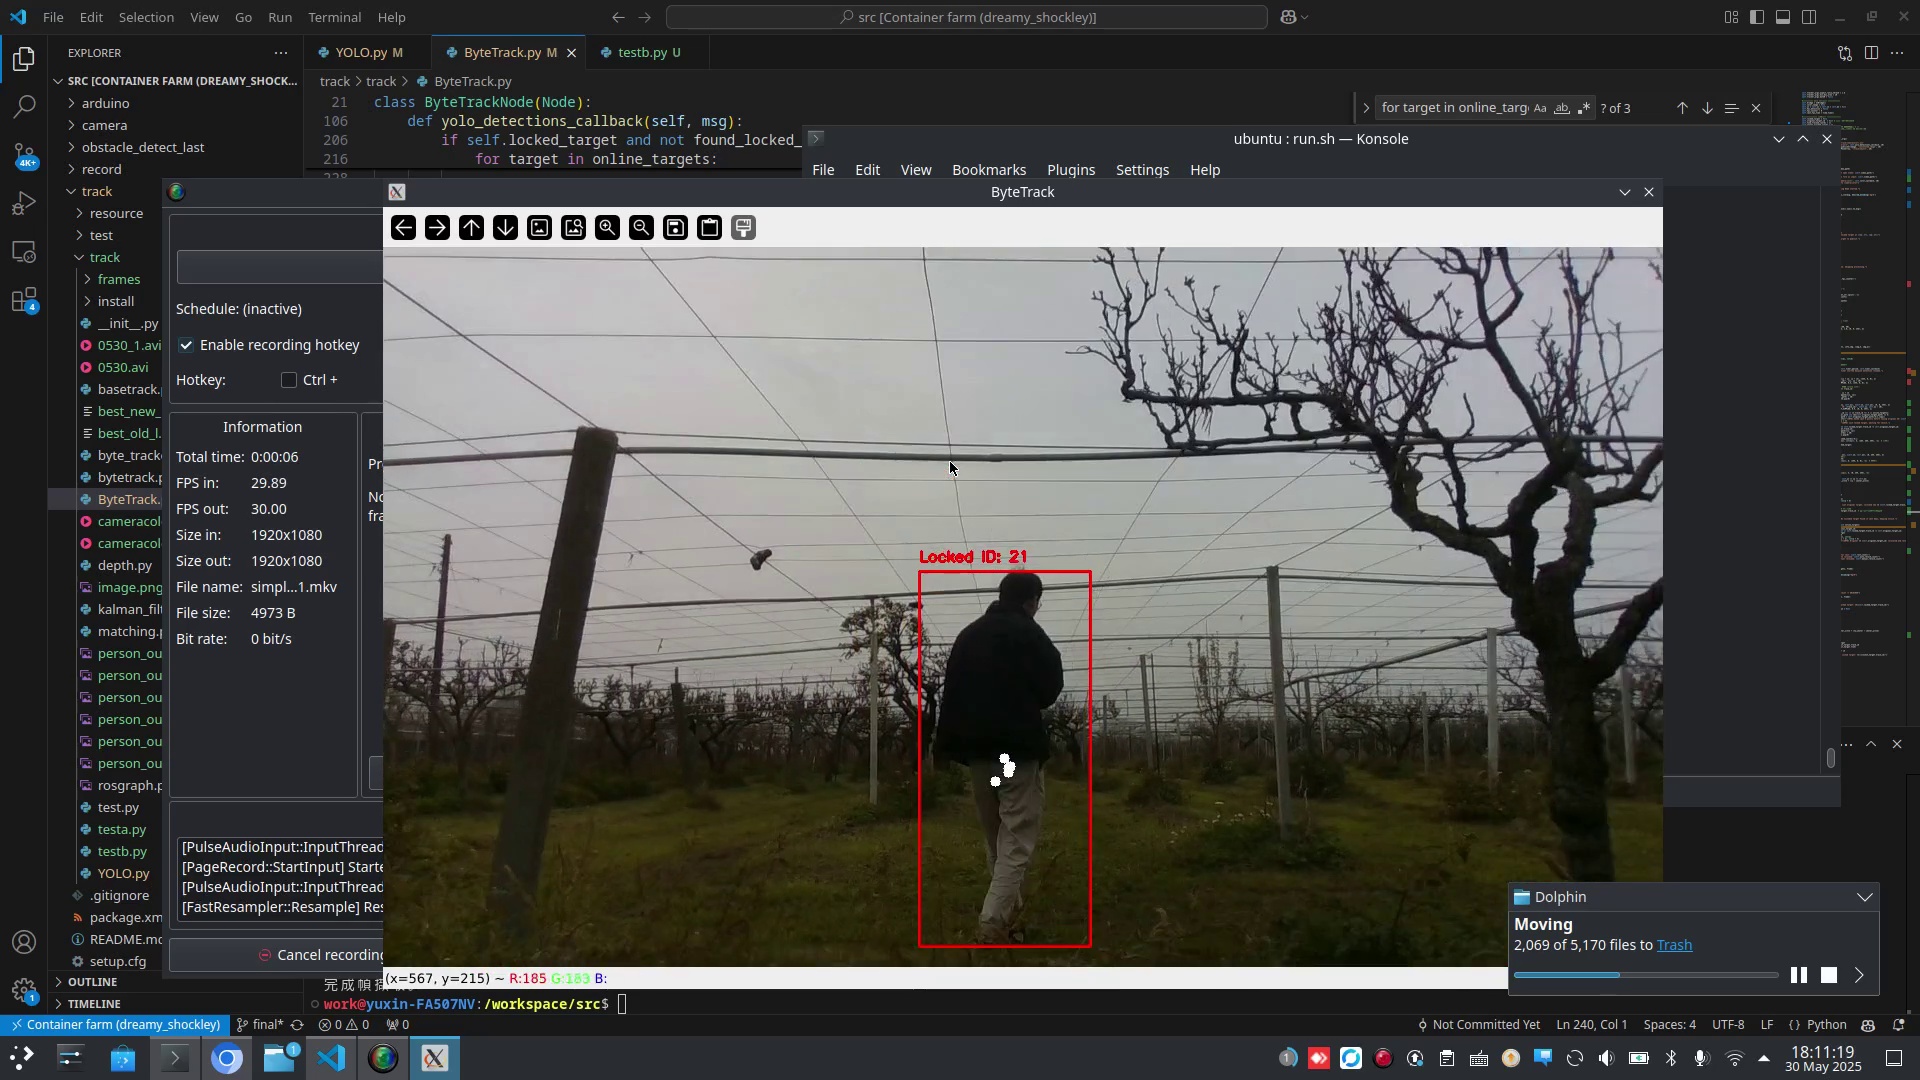 File Edit Selection View Go Run Terminal Help
src [Container farm (dreamy_shockley)]
EXPLORER
YOLO.py M
ByteTrack.py M
testb.py U
SRC [CONTAINER FARM (DREAMY_SHOCK...
track > track > ByteTrack.py
arduino
camera
obstacle_detect_last
record
track
resource
test
track
frames
install
__init__.py
0530_1.avi
0530.avi
basetrack.
best_new_
best_old_l.
byte_track
bytetrack.p
ByteTrack.
cameracol
cameracol
depth.py
image.png
kalman_filt
matching.p
person_ou
person_ou
person_ou
person_ou
person_ou
person_ou
rosgraph.p
test.py
testa.py
testb.py
YOLO.py
.gitignore
package.xm
README.md
setup.cfg
OUTLINE
TIMELINE
4K+
4
1
21 class ByteTrackNode(Node):
106 def yolo_detections_callback(self, msg):
206 if self.locked_target and not found_locked_
216 for target in online_targets:
for target in online_targ
Aa ab .*
? of 3
ubuntu : run.sh — Konsole
File Edit View Bookmarks Plugins Settings Help
ByteTrack
Schedule: (inactive)
Enable recording hotkey
Hotkey: Ctrl +
Information
Total time: 0:00:06
FPS in: 29.89
FPS out: 30.00
Size in: 1920x1080
Size out: 1920x1080
File name: simpl...1.mkv
File size: 4973 B
Bit rate: 0 bit/s
[PulseAudioInput::InputThread
[PageRecord::StartInput] Starte
[PulseAudioInput::InputThread
[FastResampler::Resample] Res
Cancel recording
Locked ID: 21
(x=567, y=215) ~ R:185 G:183 B:
work@yuxin-FA507NV:/workspace/src$
Dolphin
Moving
2,069 of 5,170 files to Trash
Container farm (dreamy_shockley)
final*
0 0
0
Not Committed Yet
Ln 240, Col 1
Spaces: 4
UTF-8
LF
Python
1
1
18:11:19
30 May 2025